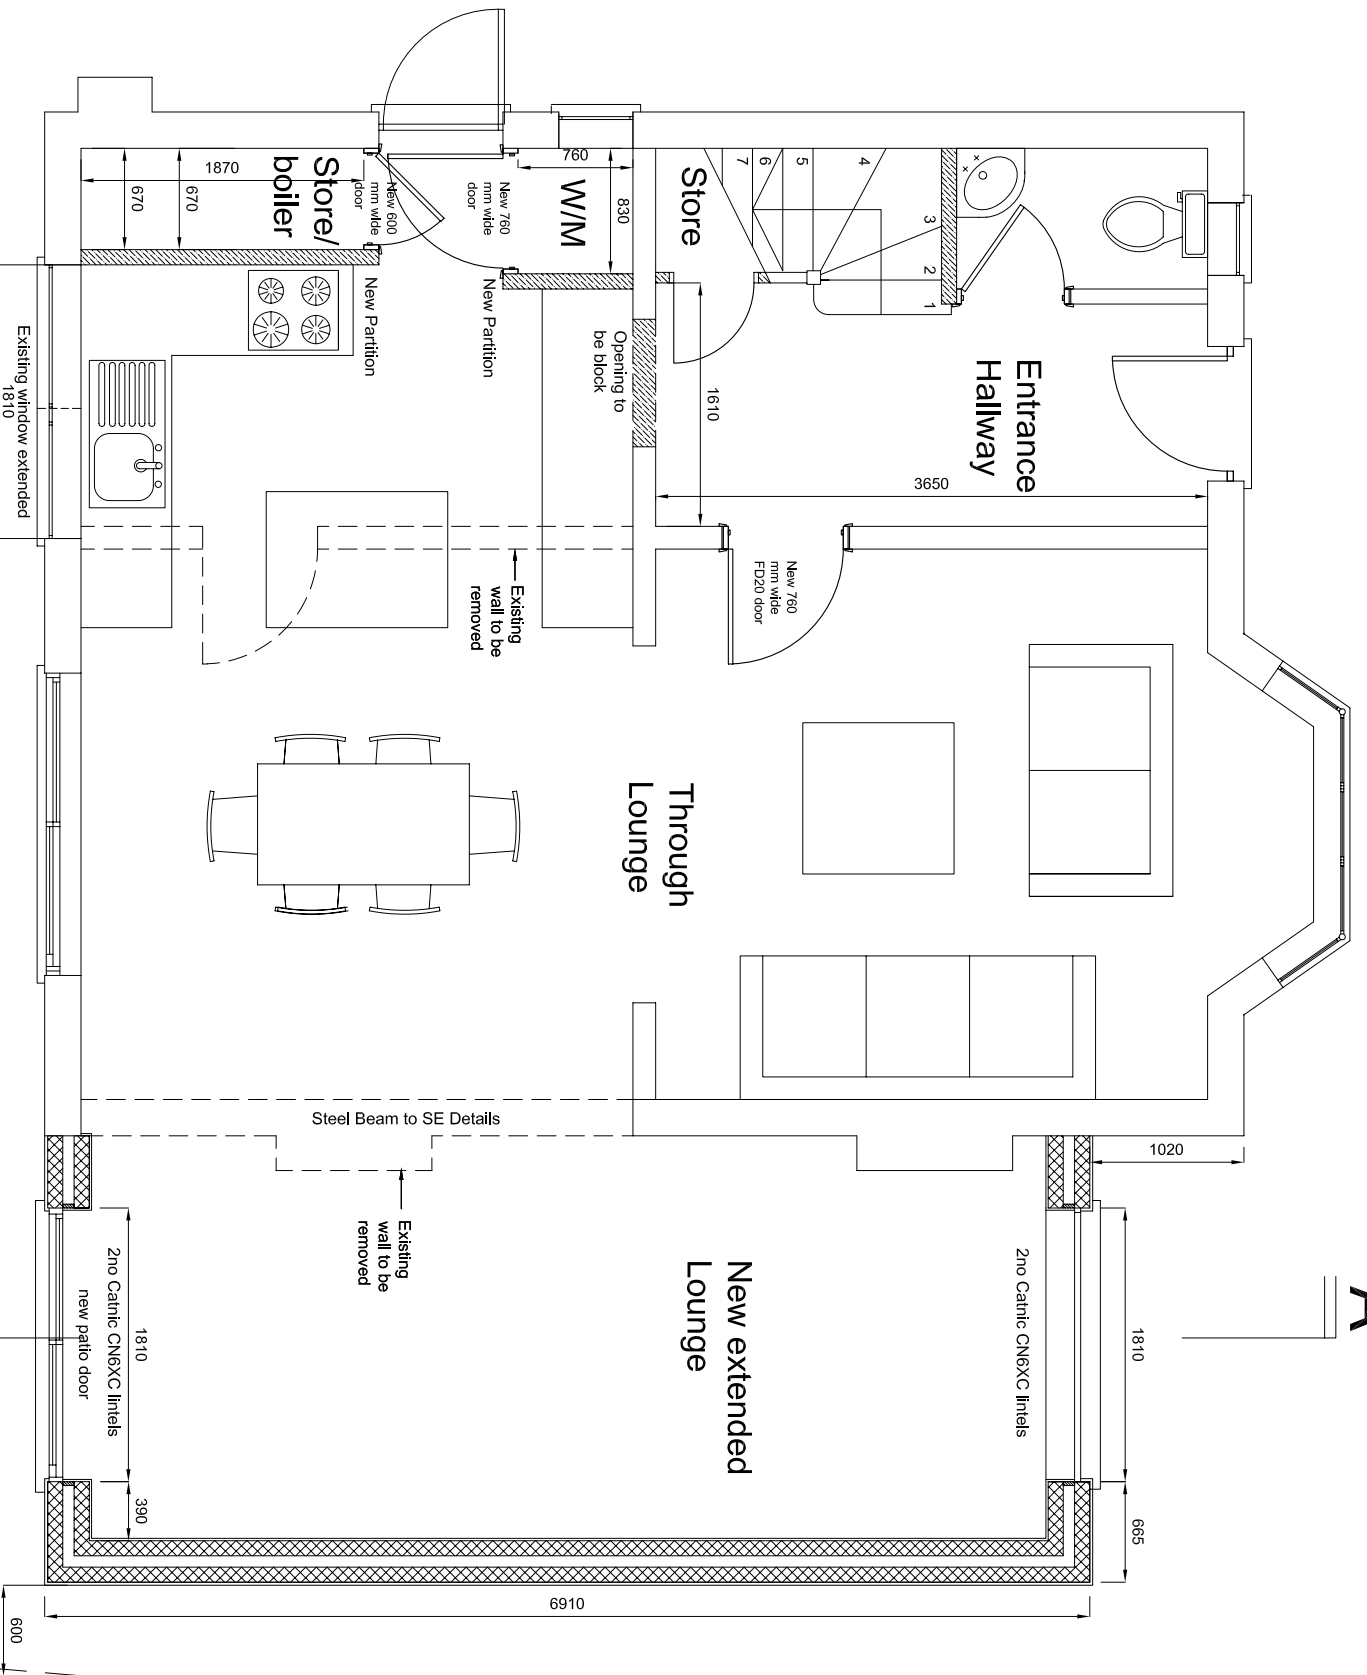 1870
670
670
Store/
boiler
New 600
mm wide
door
New 760
mm wide
door
760
W/M
830
Store
7
6
5
4
3
2
1
New Partition
New Partition
Opening to
be block
1610
Entrance
Hallway
3650
Existing window extended
1810
Existing
wall to be
removed
New 760
mm wide
FD20 door
Through
Lounge
Steel Beam to SE Details
1020
Existing
wall to be
removed
New extended
Lounge
2no Catnic CN6XC lintels
1810
2no Catnic CN6XC lintels
new patio door
1810
390
665
6910
600